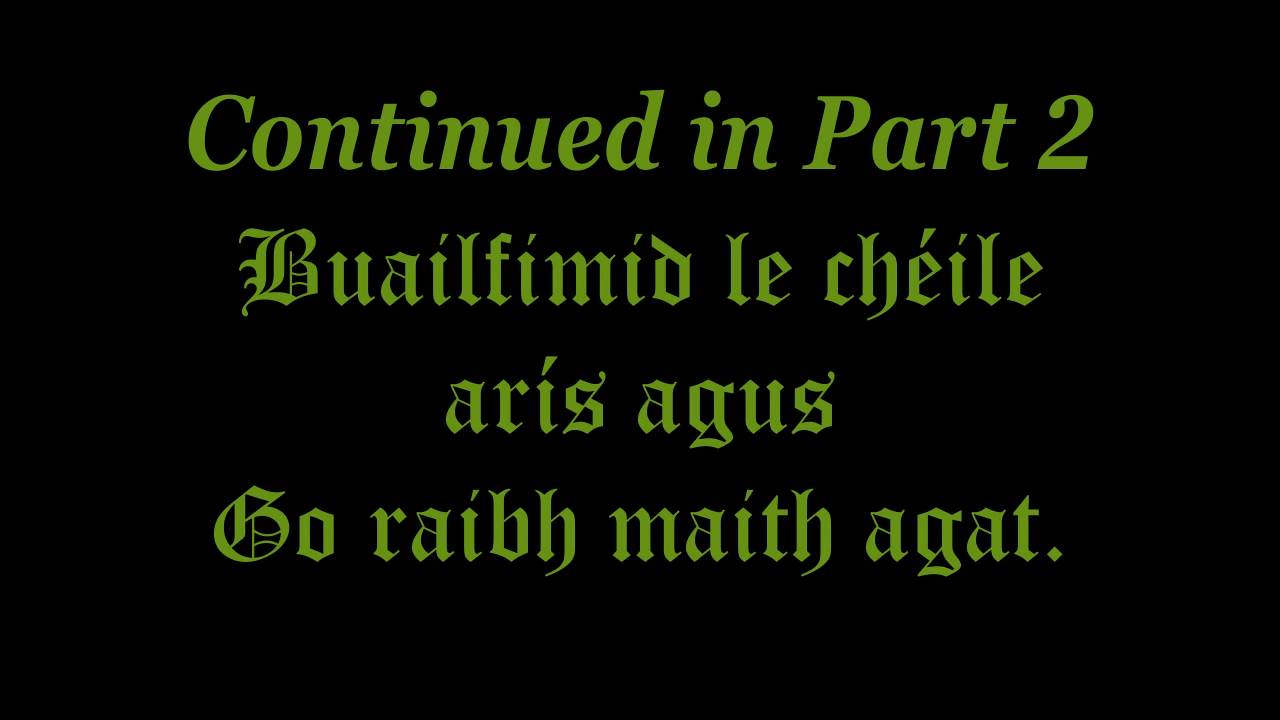 Continued in Part 2
Buailfimid le chéile
arís agus
Go raibh maith agat.